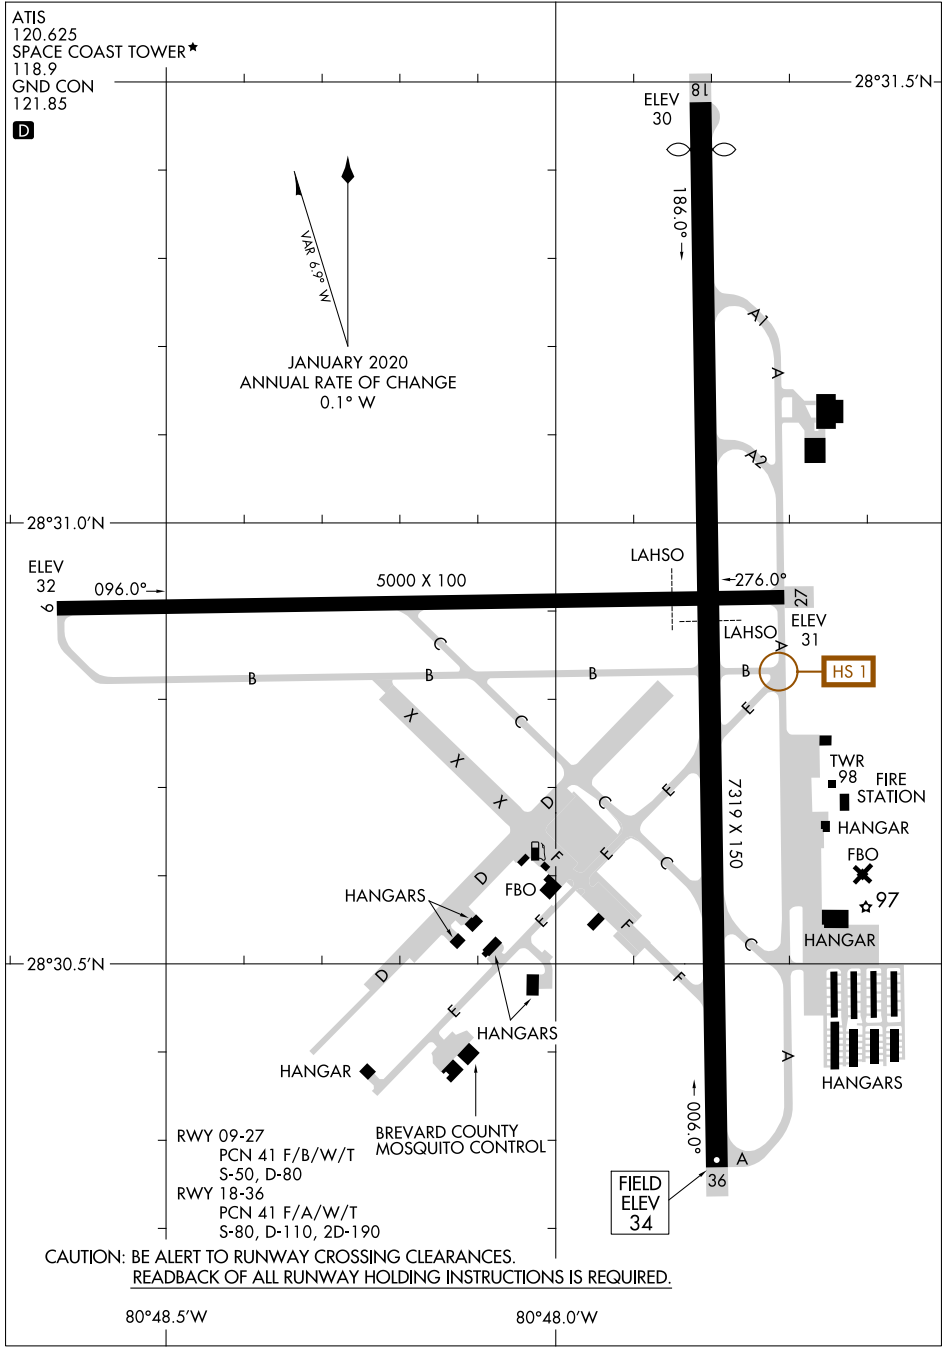 ATIS
120.625
SPACE COAST TOWER★
118.9
GND CON
121.85
D
28°31.5'N
18
ELEV
30
186.0°
VAR 6.9° W
JANUARY 2020
ANNUAL RATE OF CHANGE
0.1° W
A1
A
A2
28°31.0'N
LAHSO
ELEV
32
096.0°
5000 X 100
276.0°
9
27
LAHSO
ELEV
31
A
C
B
B
B
B
HS 1
X
C
E
X
TWR
98
FIRE
STATION
X
D
C
E
7319 X 150
HANGAR
F
E
C
FBO
D
FBO
HANGARS
97
E
F
C
HANGAR
28°30.5'N
D
F
E
HANGARS
A
HANGAR
HANGARS
006.0°
RWY 09-27
PCN 41 F/B/W/T
S-50, D-80
BREVARD COUNTY
MOSQUITO CONTROL
A
36
RWY 18-36
PCN 41 F/A/W/T
S-80, D-110, 2D-190
FIELD
ELEV
34
CAUTION: BE ALERT TO RUNWAY CROSSING CLEARANCES.
READBACK OF ALL RUNWAY HOLDING INSTRUCTIONS IS REQUIRED.
80°48.5'W
80°48.0'W